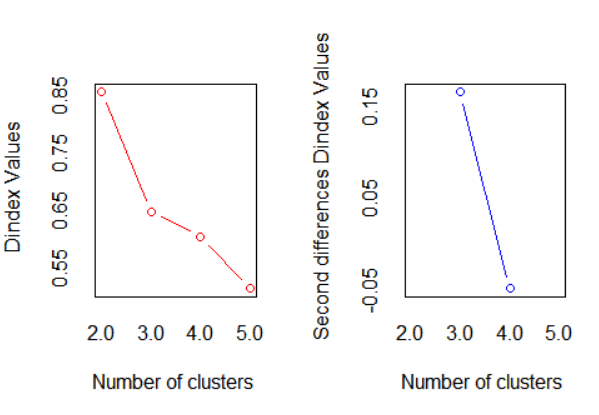 Dindex Values
0.85
0.75
0.65
0.55
2.0 3.0 4.0 5.0
Number of clusters
Second differences Dindex Values
0.15
0.05
-0.05
2.0 3.0 4.0 5.0
Number of clusters